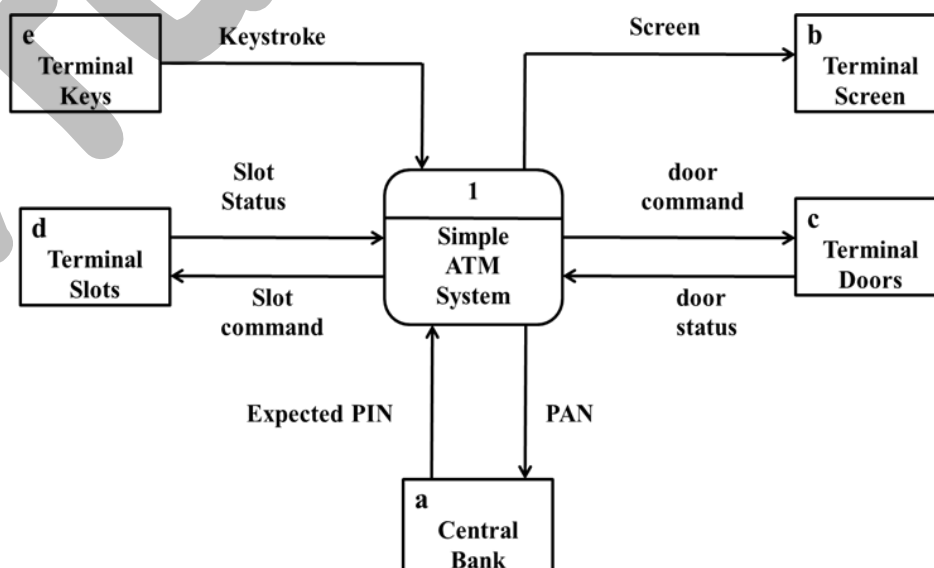 e
Terminal
Keys
Keystroke
Screen
b
Terminal
Screen
Slot
Status
1
Simple
ATM
System
door
command
d
Terminal
Slots
c
Terminal
Doors
Slot
command
door
status
Expected PIN
PAN
a
Central
Bank